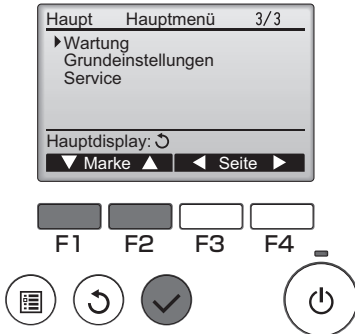 Haupt Hauptmenü 3/3
Wartung
Grundeinstellungen
Service
Hauptdisplay:
Marke Seite
F1 F2 F3 F4